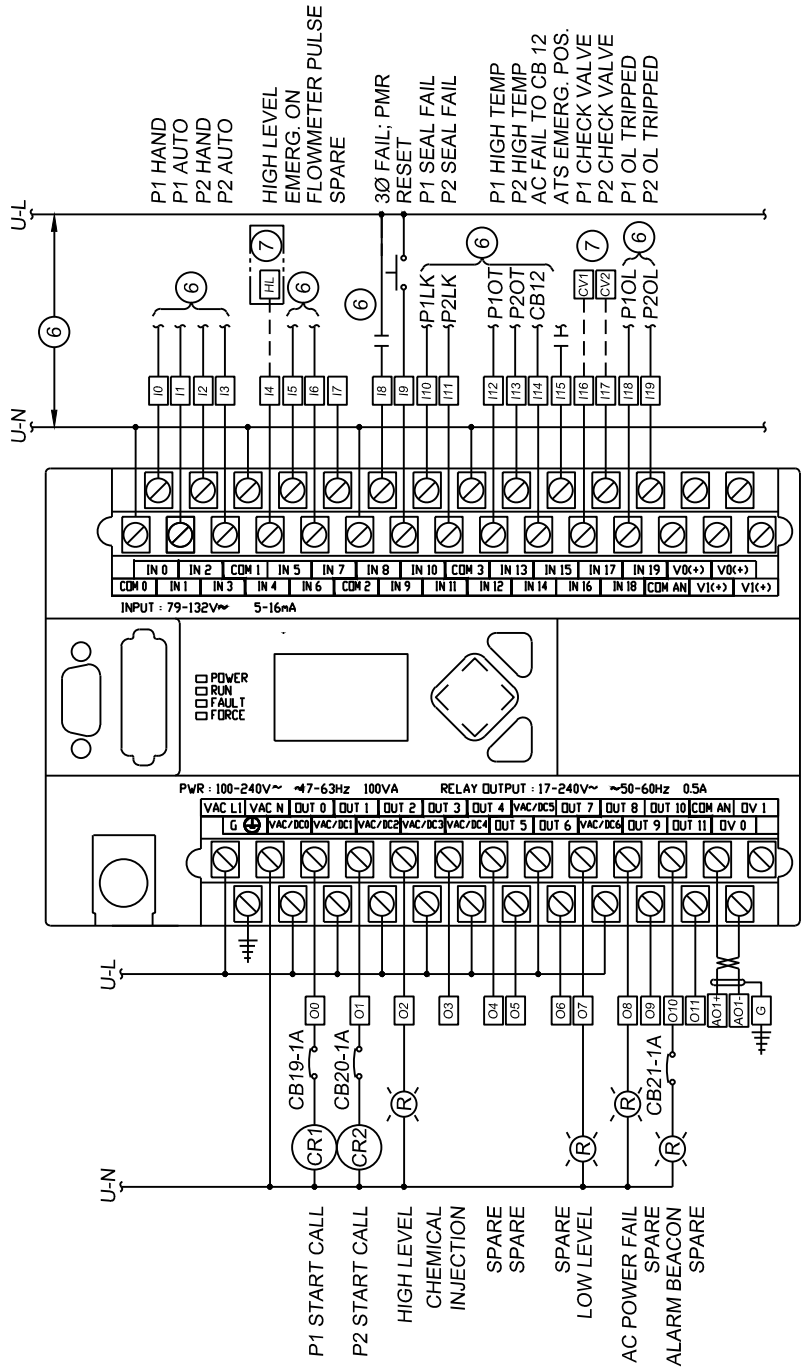 U-L
U-N
6
P1 HAND
P1 AUTO
P2 HAND
P2 AUTO
HIGH LEVEL
EMERG. ON
FLOWMETER PULSE
SPARE
3Ø FAIL; PMR
RESET
P1 SEAL FAIL
P2 SEAL FAIL
P1 HIGH TEMP
P2 HIGH TEMP
AC FAIL TO CB 12
ATS EMERG. POS.
P1 CHECK VALVE
P2 CHECK VALVE
P1 OL TRIPPED
P2 OL TRIPPED
6
7
HL
6
6
P1LK
P2LK
6
P1OT
P2OT
CB12
CV1
CV2
7
P1OL
P2OL
6
I0
I1
I2
I3
I4
I5
I6
I7
I8
I9
I10
I11
I12
I13
I14
I15
I16
I17
I18
I19
IN 0 IN 2 COM 1 IN 5 IN 7 IN 8 IN 10 COM 3 IN 13 IN 15 IN 17 IN 19 V0(+) V0(+)
COM 0 IN 1 IN 3 IN 4 IN 6 COM 2 IN 9 IN 11 IN 12 IN 14 IN 16 IN 18 COM AN V1(+) V1(+)
INPUT : 79-132V~ 5-16mA
POWER
RUN
FAULT
FORCE
PWR : 100-240V~ ~47-63Hz 100VA RELAY OUTPUT : 17-240V~ ~50-60Hz 0.5A
VAC L1 VAC N OUT 0 OUT 1 OUT 2 OUT 3 OUT 4 VAC/DC5 OUT 7 OUT 8 OUT 10 COM AN OV 1
G VAC/DC0 VAC/DC1 VAC/DC2 VAC/DC3 VAC/DC4 OUT 5 OUT 6 VAC/DC6 OUT 9 OUT 11 OV 0
U-L
O0
O1
O2
O3
O4
O5
O6
O7
O8
O9
O10
O11
AO1+
AO1-
G
CB19-1A
CB20-1A
CB21-1A
CR1
CR2
R
R
R
R
U-N
P1 START CALL
P2 START CALL
HIGH LEVEL
CHEMICAL
INJECTION
SPARE
SPARE
SPARE
LOW LEVEL
AC POWER FAIL
SPARE
ALARM BEACON
SPARE